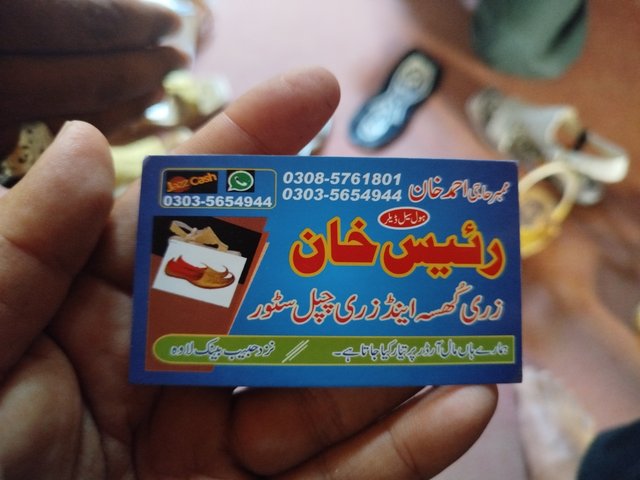 Jazz Cash
0303-5654944
0308-5761801
0303-5654944
ممبر حاجی احمد خان
ہول سیل ڈیلر
رئیس خان
زری کُھسہ اینڈ زری چپل سٹور
ہمارے ہاں مال آرڈر پر تیار کیا جاتا ہے۔ نزد حبیب بینک لاوہ